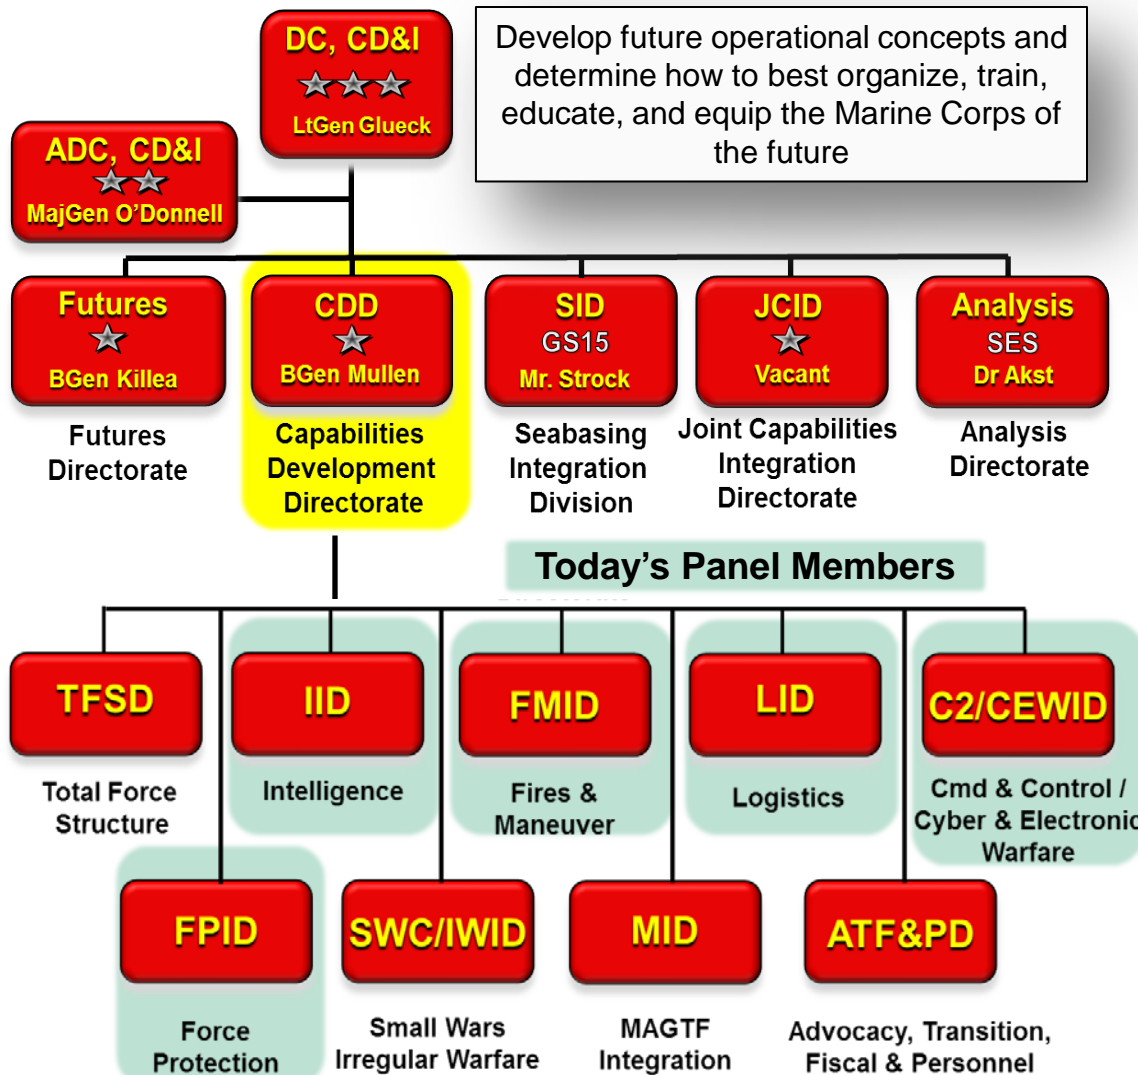 DC, CD&I
LtGen Glueck
Develop future operational concepts and
determine how to best organize, train,
educate, and equip the Marine Corps of
the future
ADC, CD&I
MajGen O'Donnell
Futures
BGen Killea
CDD
BGen Mullen
SID
GS15
Mr. Strock
JCID
Vacant
Analysis
SES
Dr Akst
Futures
Directorate
Capabilities
Development
Directorate
Seabasing
Integration
Division
Joint Capabilities
Integration
Directorate
Analysis
Directorate
Today's Panel Members
TFSD
IID
FMID
LID
C2/CEWID
Total Force
Structure
Intelligence
Fires &
Maneuver
Logistics
Cmd & Control /
Cyber & Electronic
Warfare
FPID
SWC/IWID
MID
ATF&PD
Force
Protection
Small Wars
Irregular Warfare
MAGTF
Integration
Advocacy, Transition,
Fiscal & Personnel